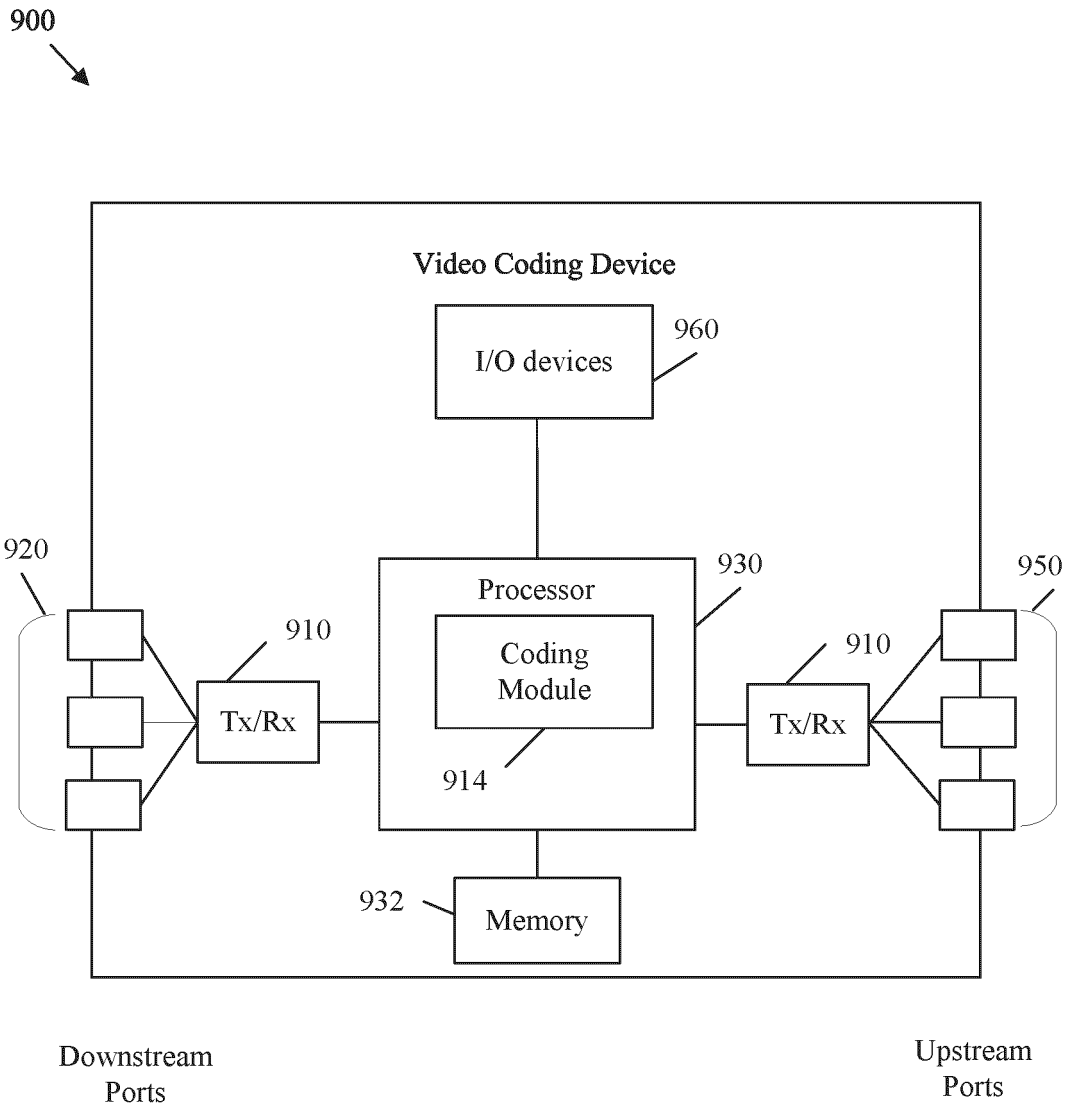 900
Video Coding Device
I/O devices
960
920
930
950
Processor
910
Coding
Module
910
Tx/Rx
Tx/Rx
914
932
Memory
Downstream
Ports
Upstream
Ports